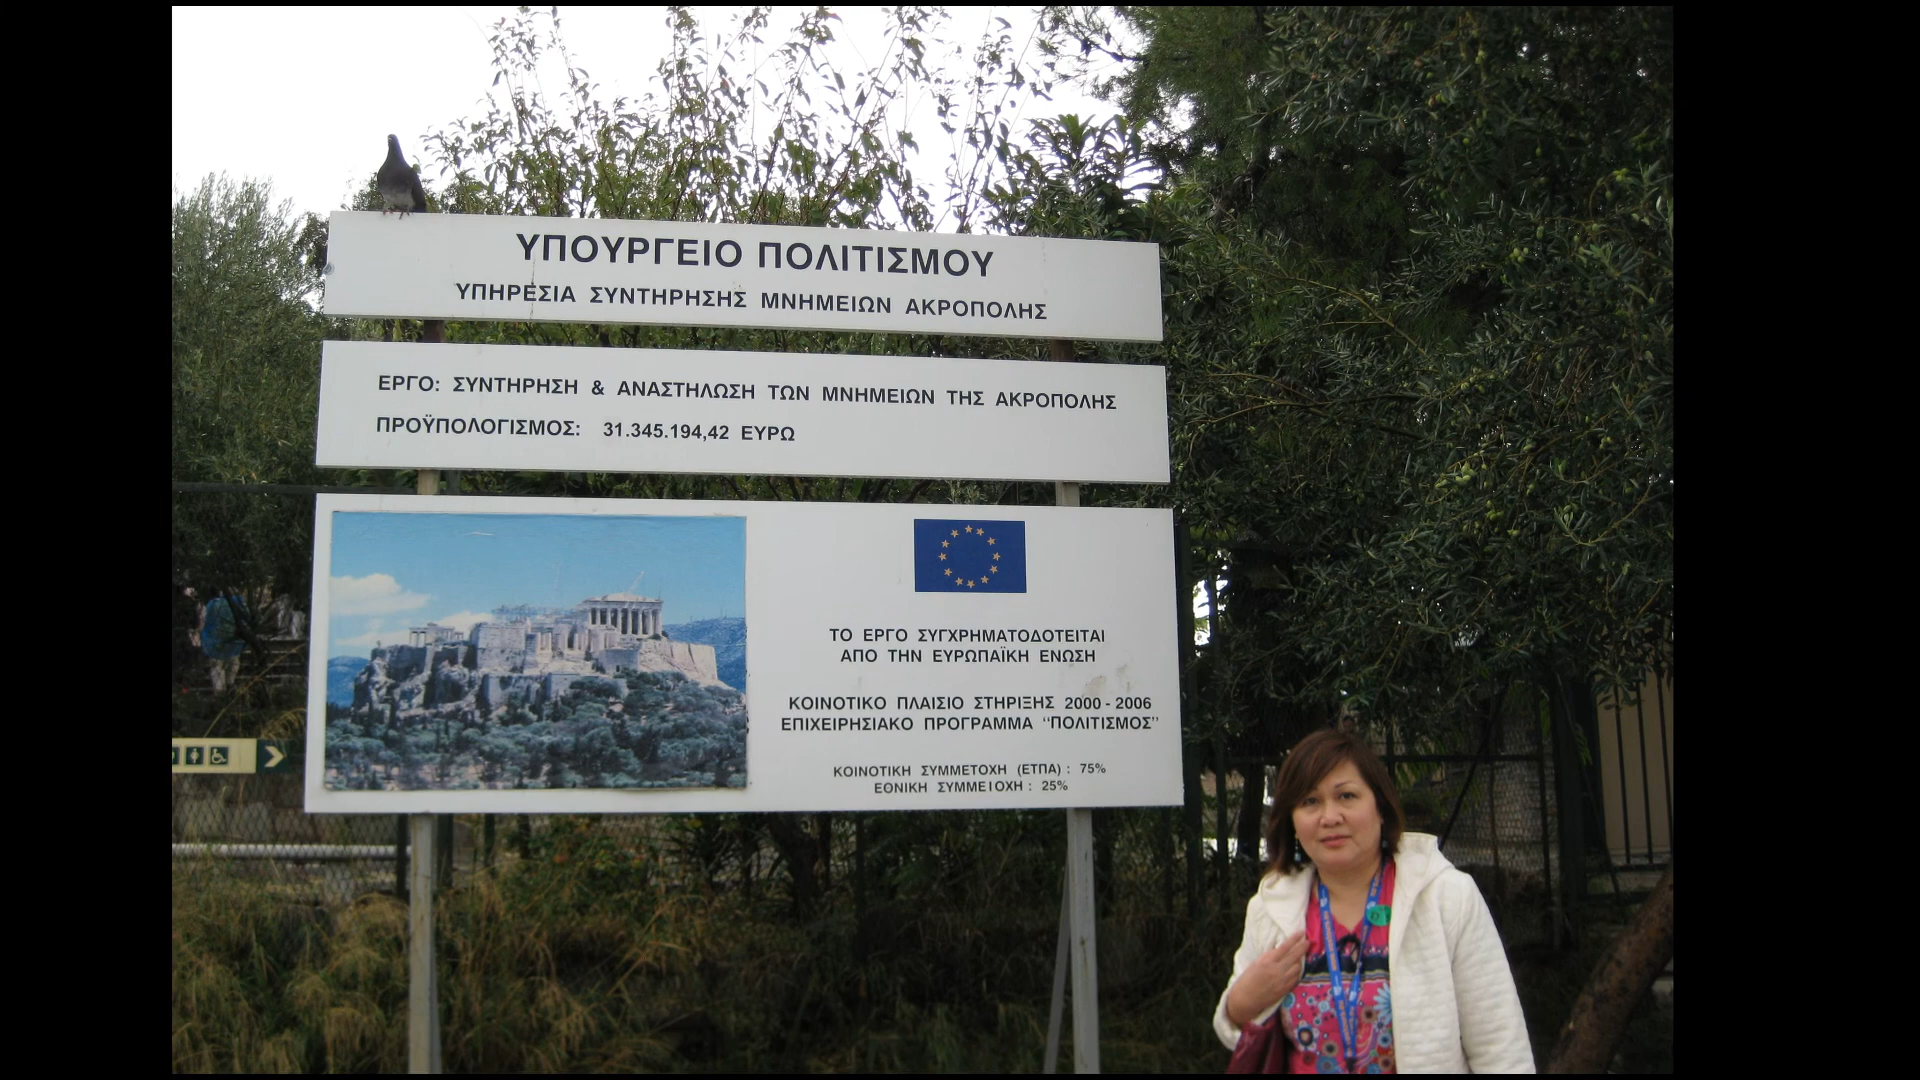 ΥΠΟΥΡΓΕΙΟ ΠΟΛΙΤΙΣΜΟΥ
ΥΠΗΡΕΣΙΑ ΣΥΝΤΗΡΗΣΗΣ ΜΝΗΜΕΙΩΝ ΑΚΡΟΠΟΛΗΣ
ΕΡΓΟ: ΣΥΝΤΗΡΗΣΗ & ΑΝΑΣΤΗΛΩΣΗ ΤΩΝ ΜΝΗΜΕΙΩΝ ΤΗΣ ΑΚΡΟΠΟΛΗΣ
ΠΡΟΫΠΟΛΟΓΙΣΜΟΣ: 31.345.194,42 ΕΥΡΩ
ΤΟ ΕΡΓΟ ΣΥΓΧΡΗΜΑΤΟΔΟΤΕΙΤΑΙ
ΑΠΟ ΤΗΝ ΕΥΡΩΠΑΪΚΗ ΕΝΩΣΗ
ΚΟΙΝΟΤΙΚΟ ΠΛΑΙΣΙΟ ΣΤΗΡΙΞΗΣ 2000 - 2006
ΕΠΙΧΕΙΡΗΣΙΑΚΟ ΠΡΟΓΡΑΜΜΑ "ΠΟΛΙΤΙΣΜΟΣ"
ΚΟΙΝΟΤΙΚΗ ΣΥΜΜΕΤΟΧΗ (ΕΤΠΑ) : 75%
ΕΘΝΙΚΗ ΣΥΜΜΕΤΟΧΗ : 25%